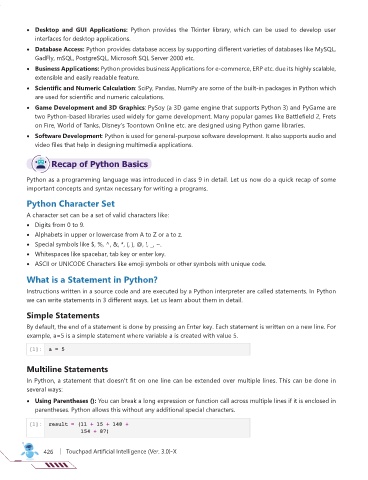 • Desktop and GUI Applications: Python provides the Tkinter library, which can be used to develop user
interfaces for desktop applications.
• Database Access: Python provides database access by supporting different varieties of databases like MySQL,
GadFly, mSQL, PostgreSQL, Microsoft SQL Server 2000 etc.
• Business Applications: Python provides business Applications for e-commerce, ERP etc. due its highly scalable,
extensible and easily readable feature.
• Scientific and Numeric Calculation: SciPy, Pandas, NumPy are some of the built-in packages in Python which
are used for scientific and numeric calculations.
• Game Development and 3D Graphics: PySoy (a 3D game engine that supports Python 3) and PyGame are
two Python-based libraries used widely for game development. Many popular games like Battlefield 2, Frets
on Fire, World of Tanks, Disney's Toontown Online etc. are designed using Python game libraries.
• Software Development: Python is used for general-purpose software development. It also supports audio and
video files that help in designing multimedia applications.
Recap of Python Basics
Python as a programming language was introduced in class 9 in detail. Let us now do a quick recap of some
important concepts and syntax necessary for writing a programs.
Python Character Set
A character set can be a set of valid characters like:
• Digits from 0 to 9.
• Alphabets in upper or lowercase from A to Z or a to z.
• Special symbols like $, %, ^, &, *, (, ), @, !, _, ~.
• Whitespaces like spacebar, tab key or enter key.
• ASCII or UNICODE Characters like emoji symbols or other symbols with unique code.
What is a Statement in Python?
Instructions written in a source code and are executed by a Python interpreter are called statements. In Python
we can write statements in 3 different ways. Let us learn about them in detail.
Simple Statements
By default, the end of a statement is done by pressing an Enter key. Each statement is written on a new line. For
example, a=5 is a simple statement where variable a is created with value 5.
[1]: a = 5
Multiline Statements
In Python, a statement that doesn't fit on one line can be extended over multiple lines. This can be done in
several ways:
• Using Parentheses (): You can break a long expression or function call across multiple lines if it is enclosed in
parentheses. Python allows this without any additional special characters.
[1]: result = (11 + 15 + 140 +
154 + 87)
426 | Touchpad Artificial Intelligence (Ver. 3.0)-X